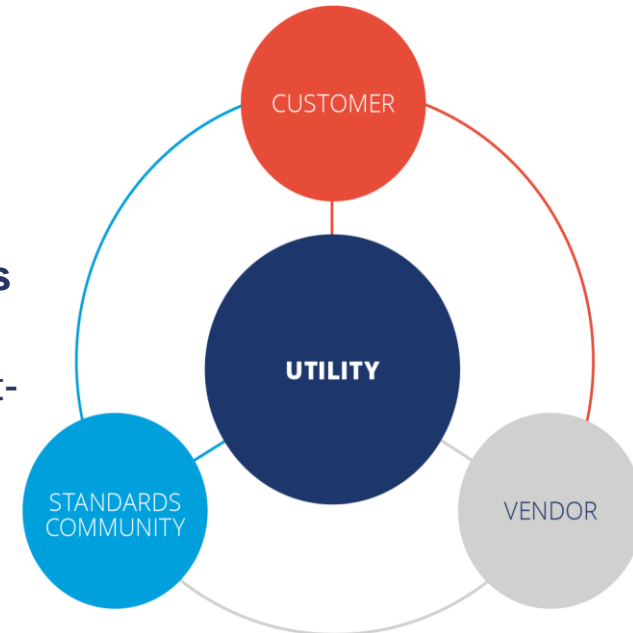 CUSTOMER
s
UTILITY
t-
STANDARDS
COMMUNITY
VENDOR